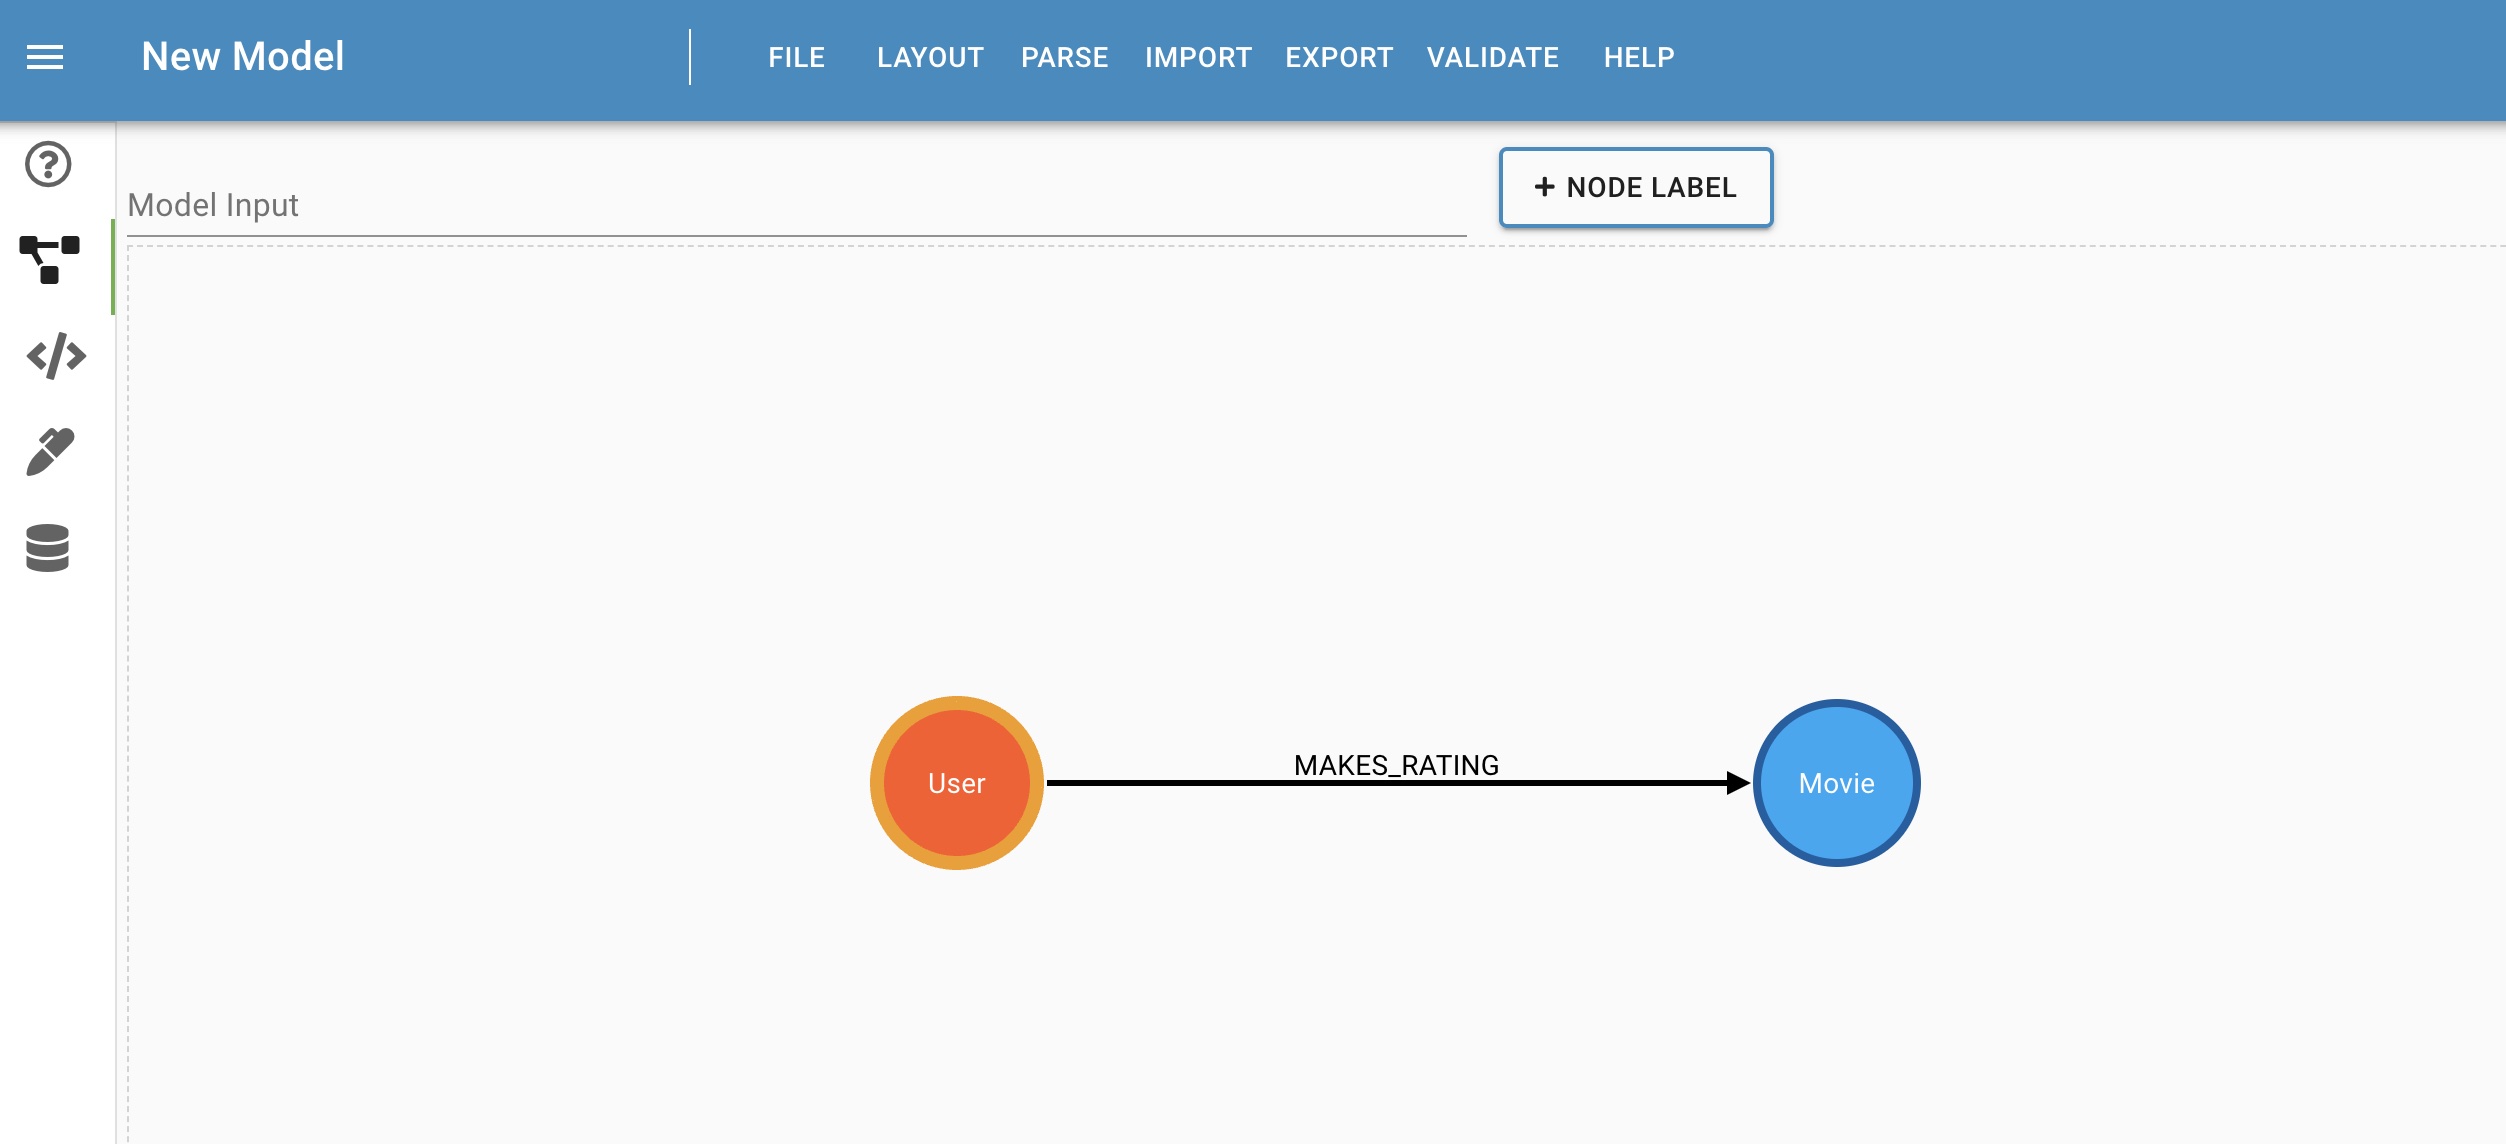 New Model
FILE LAYOUT PARSE IMPORT EXPORT VALIDATE HELP
Model Input
+ NODE LABEL
User
MAKES_RATING
Movie